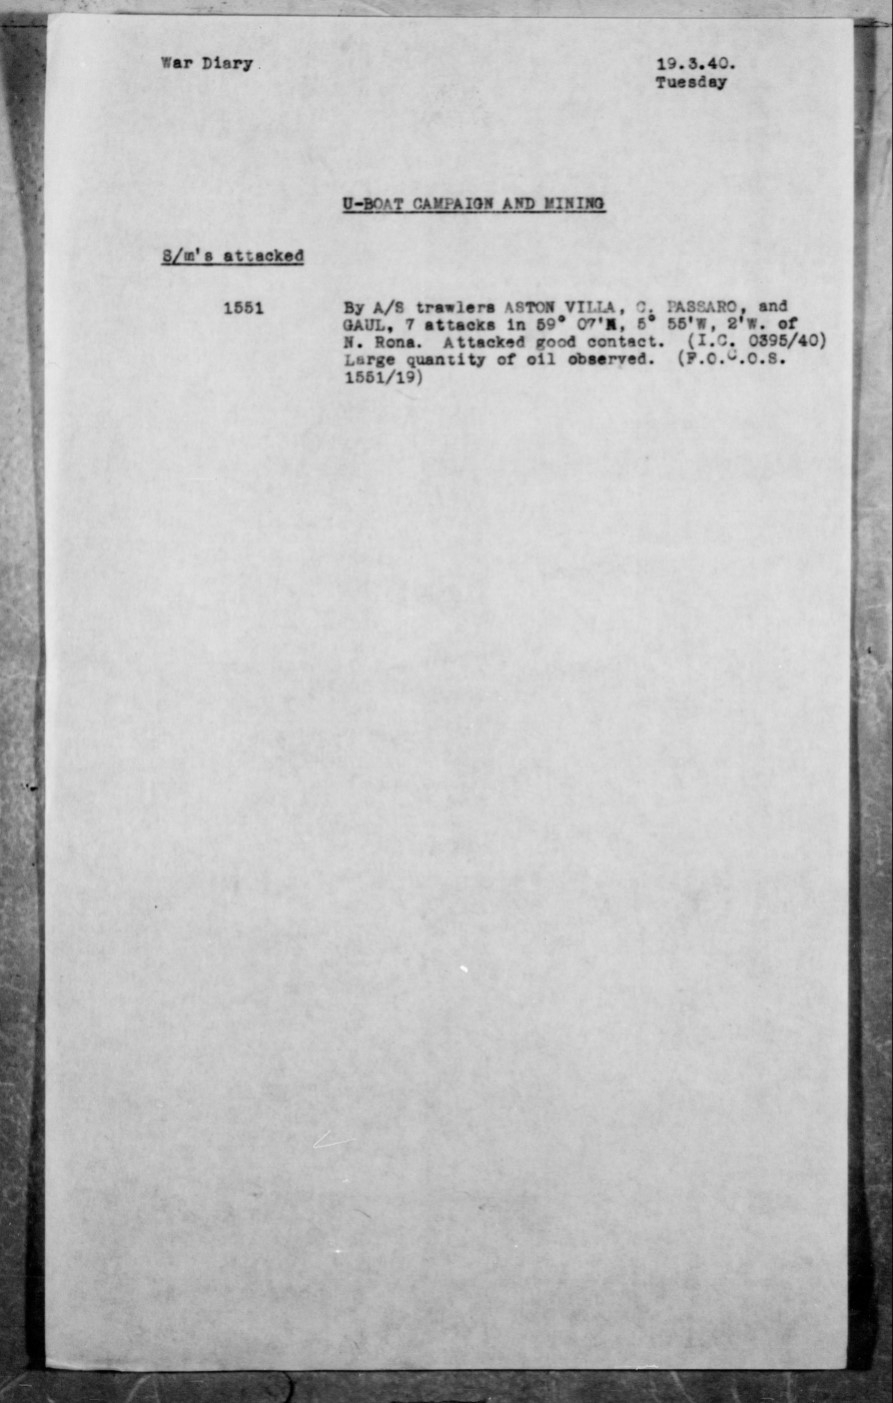 War Diary
19.3.40.
Tuesday
U-BOAT CAMPAIGN AND MINING
S/m's attacked
1551
By A/S trawlers ASTON VILLA, C. PASSARO, and
GAUL, 7 attacks in 59° 07'N, 5° 55'W, 2'W. of
N. Rona. Attacked good contact. (I.C. 0395/40)
Large quantity of oil observed. (F.O.C.O.S.
1551/19)